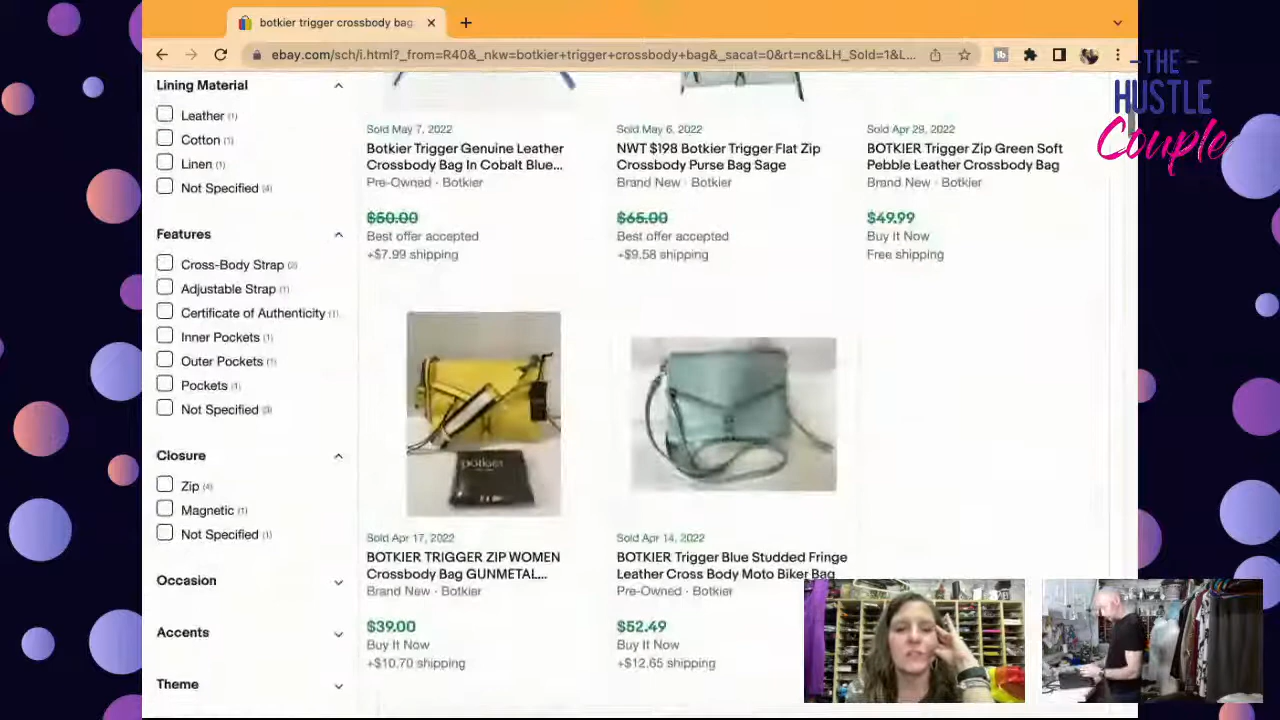 botkier trigger crossbody bag
ebay.com/sch/i.html?_from=R40&_nkw=botkier+trigger+crossbody+bag&_sacat=0&rt=nc&LH_Sold=1&L...
THE
HUSTLE
Couple
Lining Material
Leather (1)
Cotton (1)
Linen (1)
Not Specified (4)
Features
Cross-Body Strap (3)
Adjustable Strap (1)
Certificate of Authenticity (1)
Inner Pockets (1)
Outer Pockets (1)
Pockets (1)
Not Specified (3)
Closure
Zip (4)
Magnetic (1)
Not Specified (1)
Occasion
Accents
Theme
Sold May 7, 2022
Botkier Trigger Genuine Leather
Crossbody Bag In Cobalt Blue...
Pre-Owned · Botkier
$50.00
Best offer accepted
+$7.99 shipping
Sold May 6, 2022
NWT $198 Botkier Trigger Flat Zip
Crossbody Purse Bag Sage
Brand New · Botkier
$65.00
Best offer accepted
+$9.58 shipping
Sold Apr 29, 2022
BOTKIER Trigger Zip Green Soft
Pebble Leather Crossbody Bag
Brand New · Botkier
$49.99
Buy It Now
Free shipping
botkier
Sold Apr 17, 2022
BOTKIER TRIGGER ZIP WOMEN
Crossbody Bag GUNMETAL...
Brand New · Botkier
$39.00
Buy It Now
+$10.70 shipping
Sold Apr 14, 2022
BOTKIER Trigger Blue Studded Fringe
Leather Cross Body Moto Biker Bag
Pre-Owned · Botkier
$52.49
Buy It Now
+$12.65 shipping